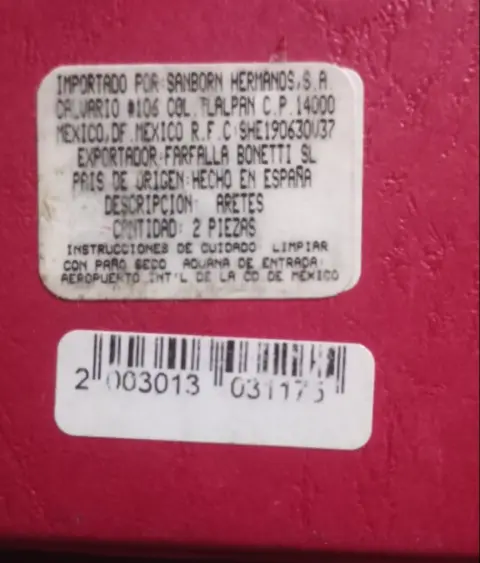 IMPORTADO POR: SANBORN HERMANOS, S.A.
CALVARIO #106 COL. TLALPAN C.P. 14000
MEXICO, DF. MEXICO R.F.C: SHE190630V37
EXPORTADOR: FARFALLA BONETTI SL
PAIS DE ORIGEN: HECHO EN ESPAÑA
DESCRIPCION: ARETES
CANTIDAD: 2 PIEZAS
INSTRUCCIONES DE CUIDADO LIMPIAR
CON PAÑO SECO ADUANA DE ENTRADA:
AEROPUERTO INT'L DE LA CD DE MEXICO
2 003013 031175